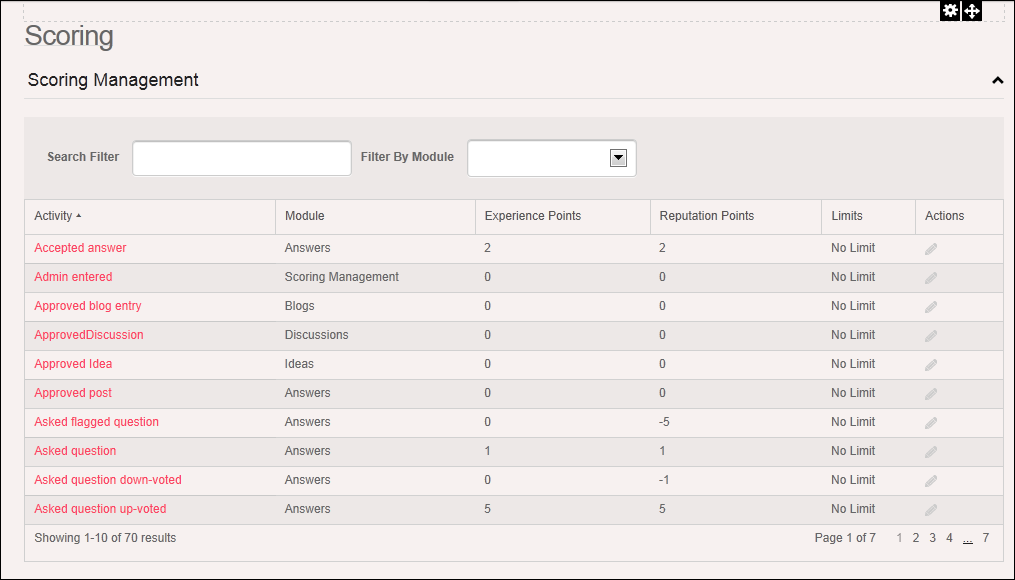 Scoring
Scoring Management
Search Filter Filter By Module
Activity Module Experience Points Reputation Points Limits Actions
Accepted answer Answers 2 2 No Limit
Admin entered Scoring Management 0 0 No Limit
Approved blog entry Blogs 0 0 No Limit
ApprovedDiscussion Discussions 0 0 No Limit
Approved Idea Ideas 0 0 No Limit
Approved post Answers 0 0 No Limit
Asked flagged question Answers 0 -5 No Limit
Asked question Answers 1 1 No Limit
Asked question down-voted Answers 0 -1 No Limit
Asked question up-voted Answers 5 5 No Limit
Showing 1-10 of 70 results Page 1 of 7 1 2 3 4 ... 7